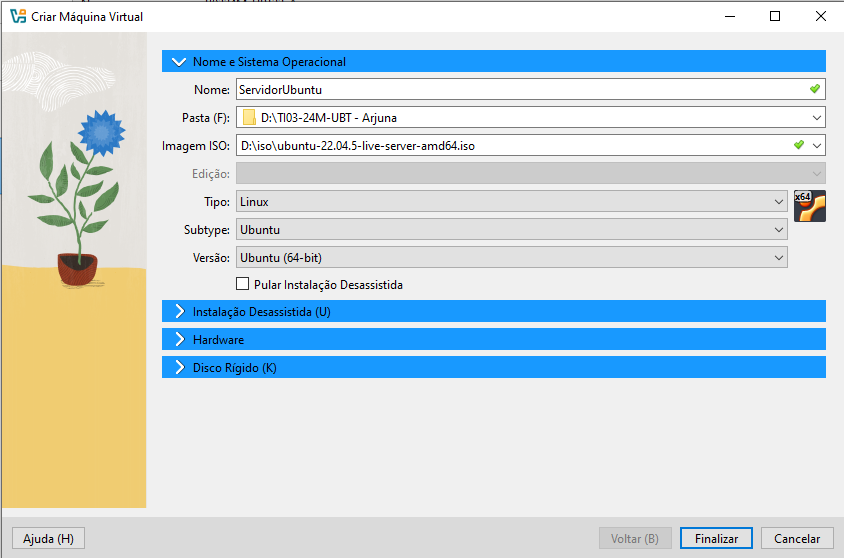 Criar Máquina Virtual
Nome e Sistema Operacional
Nome: ServidorUbuntu
Pasta (F): D:\TI03-24M-UBT - Arjuna
Imagem ISO: D:\iso\ubuntu-22.04.5-live-server-amd64.iso
Edição:
Tipo: Linux x64
Subtype: Ubuntu
Versão: Ubuntu (64-bit)
Pular Instalação Desassistida
Instalação Desassistida (U)
Hardware
Disco Rígido (K)
Ajuda (H) Voltar (B) Finalizar Cancelar